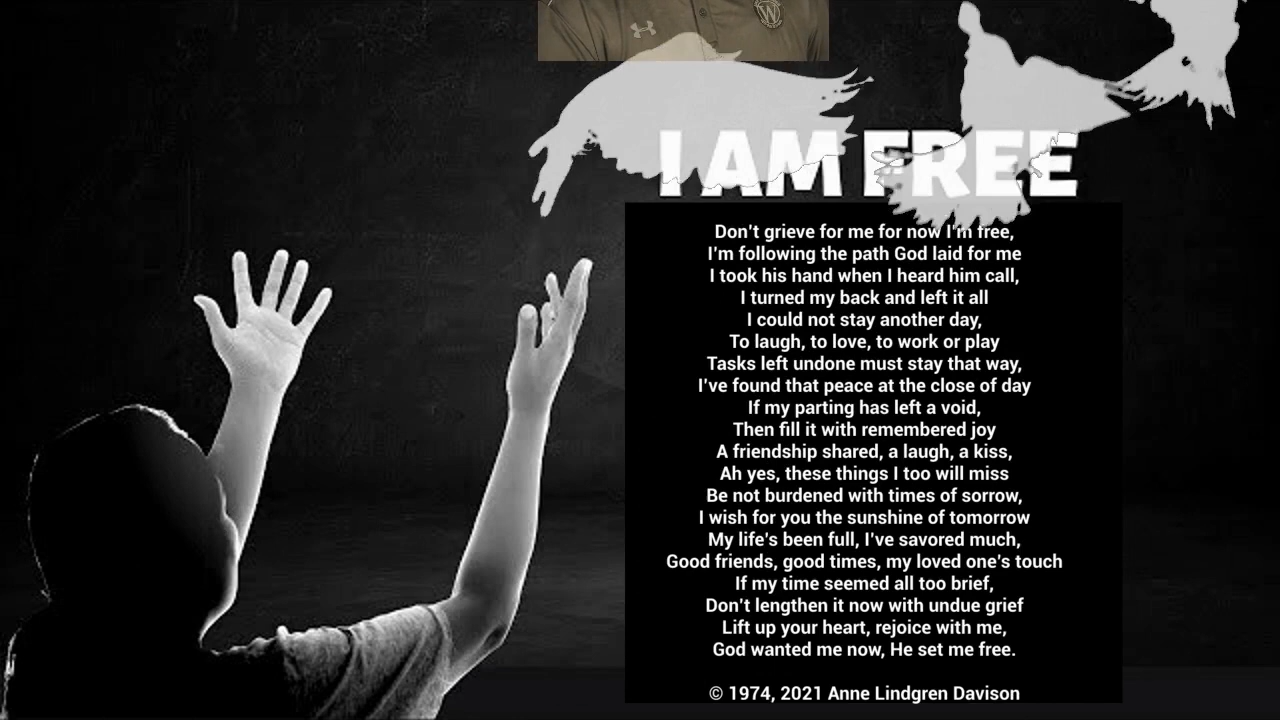 W
I AM FREE
Don't grieve for me for now I'm free,
I'm following the path God laid for me
I took his hand when I heard him call,
I turned my back and left it all
I could not stay another day,
To laugh, to love, to work or play
Tasks left undone must stay that way,
I've found that peace at the close of day
If my parting has left a void,
Then fill it with remembered joy
A friendship shared, a laugh, a kiss,
Ah yes, these things I too will miss
Be not burdened with times of sorrow,
I wish for you the sunshine of tomorrow
My life's been full, I've savored much,
Good friends, good times, my loved one's touch
If my time seemed all too brief,
Don't lengthen it now with undue grief
Lift up your heart, rejoice with me,
God wanted me now, He set me free.
© 1974, 2021 Anne Lindgren Davison